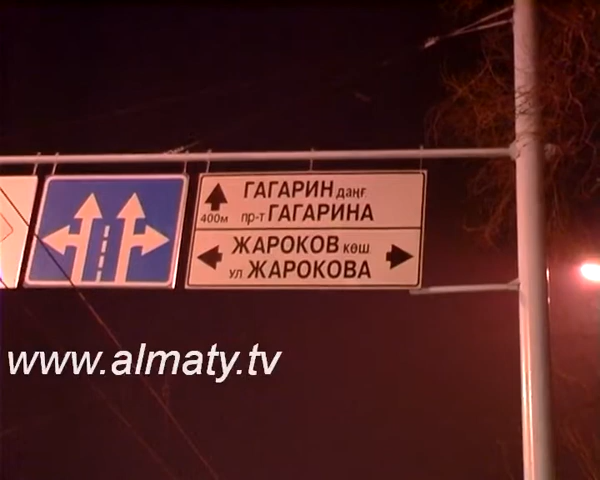 ГАГАРИН даңғ
400м пр-т ГАГАРИНА
ЖАРОКОВ көш
ул ЖАРОКОВА
www.almaty.tv